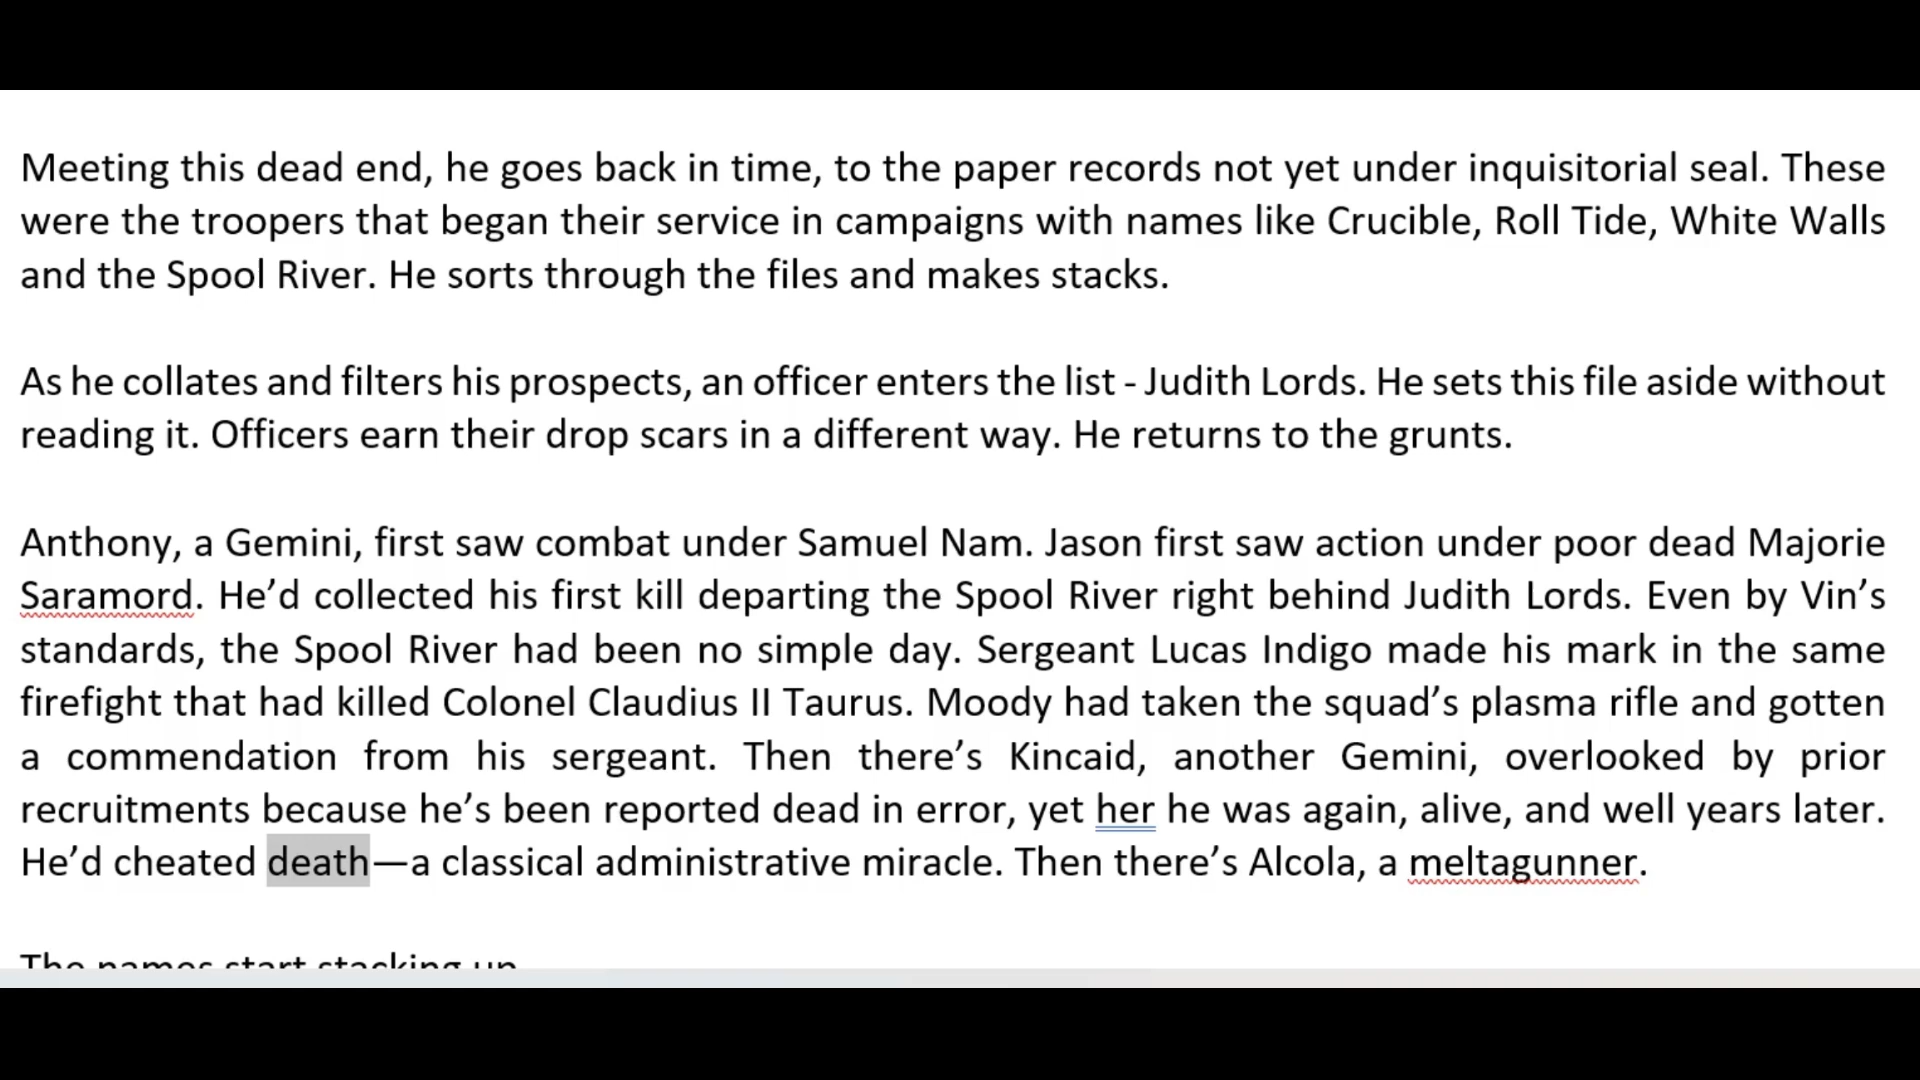 Meeting this dead end, he goes back in time, to the paper records not yet under inquisitorial seal. These
were the troopers that began their service in campaigns with names like Crucible, Roll Tide, White Walls
and the Spool River. He sorts through the files and makes stacks.
As he collates and filters his prospects, an officer enters the list - Judith Lords. He sets this file aside without
reading it. Officers earn their drop scars in a different way. He returns to the grunts.
Anthony, a Gemini, first saw combat under Samuel Nam. Jason first saw action under poor dead Majorie
Saramord. He’d collected his first kill departing the Spool River right behind Judith Lords. Even by Vin’s
standards, the Spool River had been no simple day. Sergeant Lucas Indigo made his mark in the same
firefight that had killed Colonel Claudius II Taurus. Moody had taken the squad’s plasma rifle and gotten
a commendation from his sergeant. Then there’s Kincaid, another Gemini, overlooked by prior
recruitments because he’s been reported dead in error, yet her he was again, alive, and well years later.
He’d cheated death—a classical administrative miracle. Then there’s Alcola, a meltagunner.
The names start stacking up